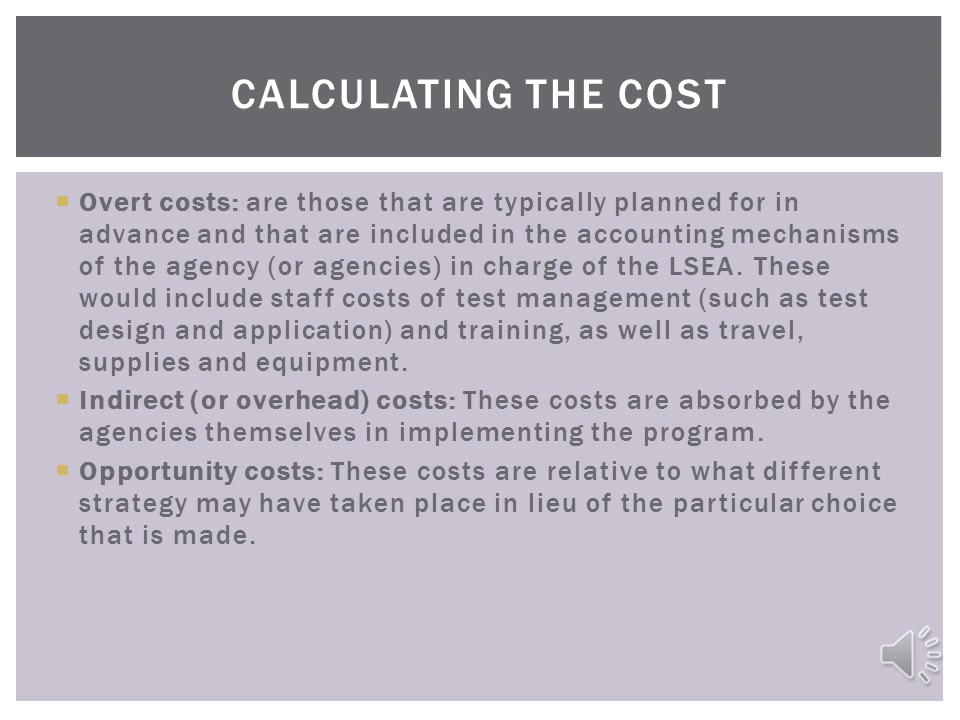 CALCULATING THE COST
Overt costs: are those that are typically planned for in
advance and that are included in the accounting mechanisms
of the agency (or agencies) in charge of the LSEA. These
would include staff costs of test management (such as test
design and application) and training, as well as travel,
supplies and equipment.
Indirect (or overhead) costs: These costs are absorbed by the
agencies themselves in implementing the program.
Opportunity costs: These costs are relative to what different
strategy may have taken place in lieu of the particular choice
that is made.